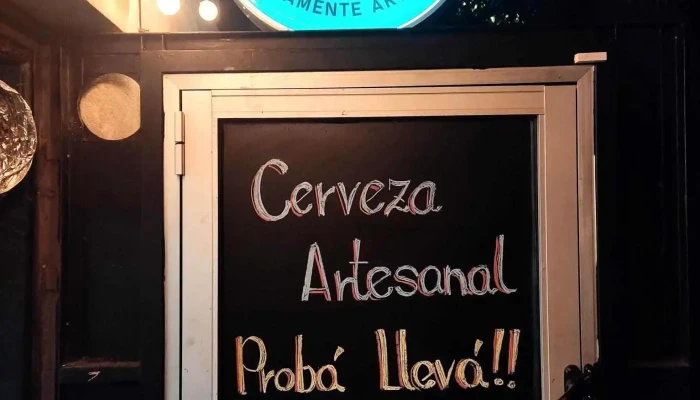 AMENTE AR
Cerveza
Artesanal
Probá Llevá!!